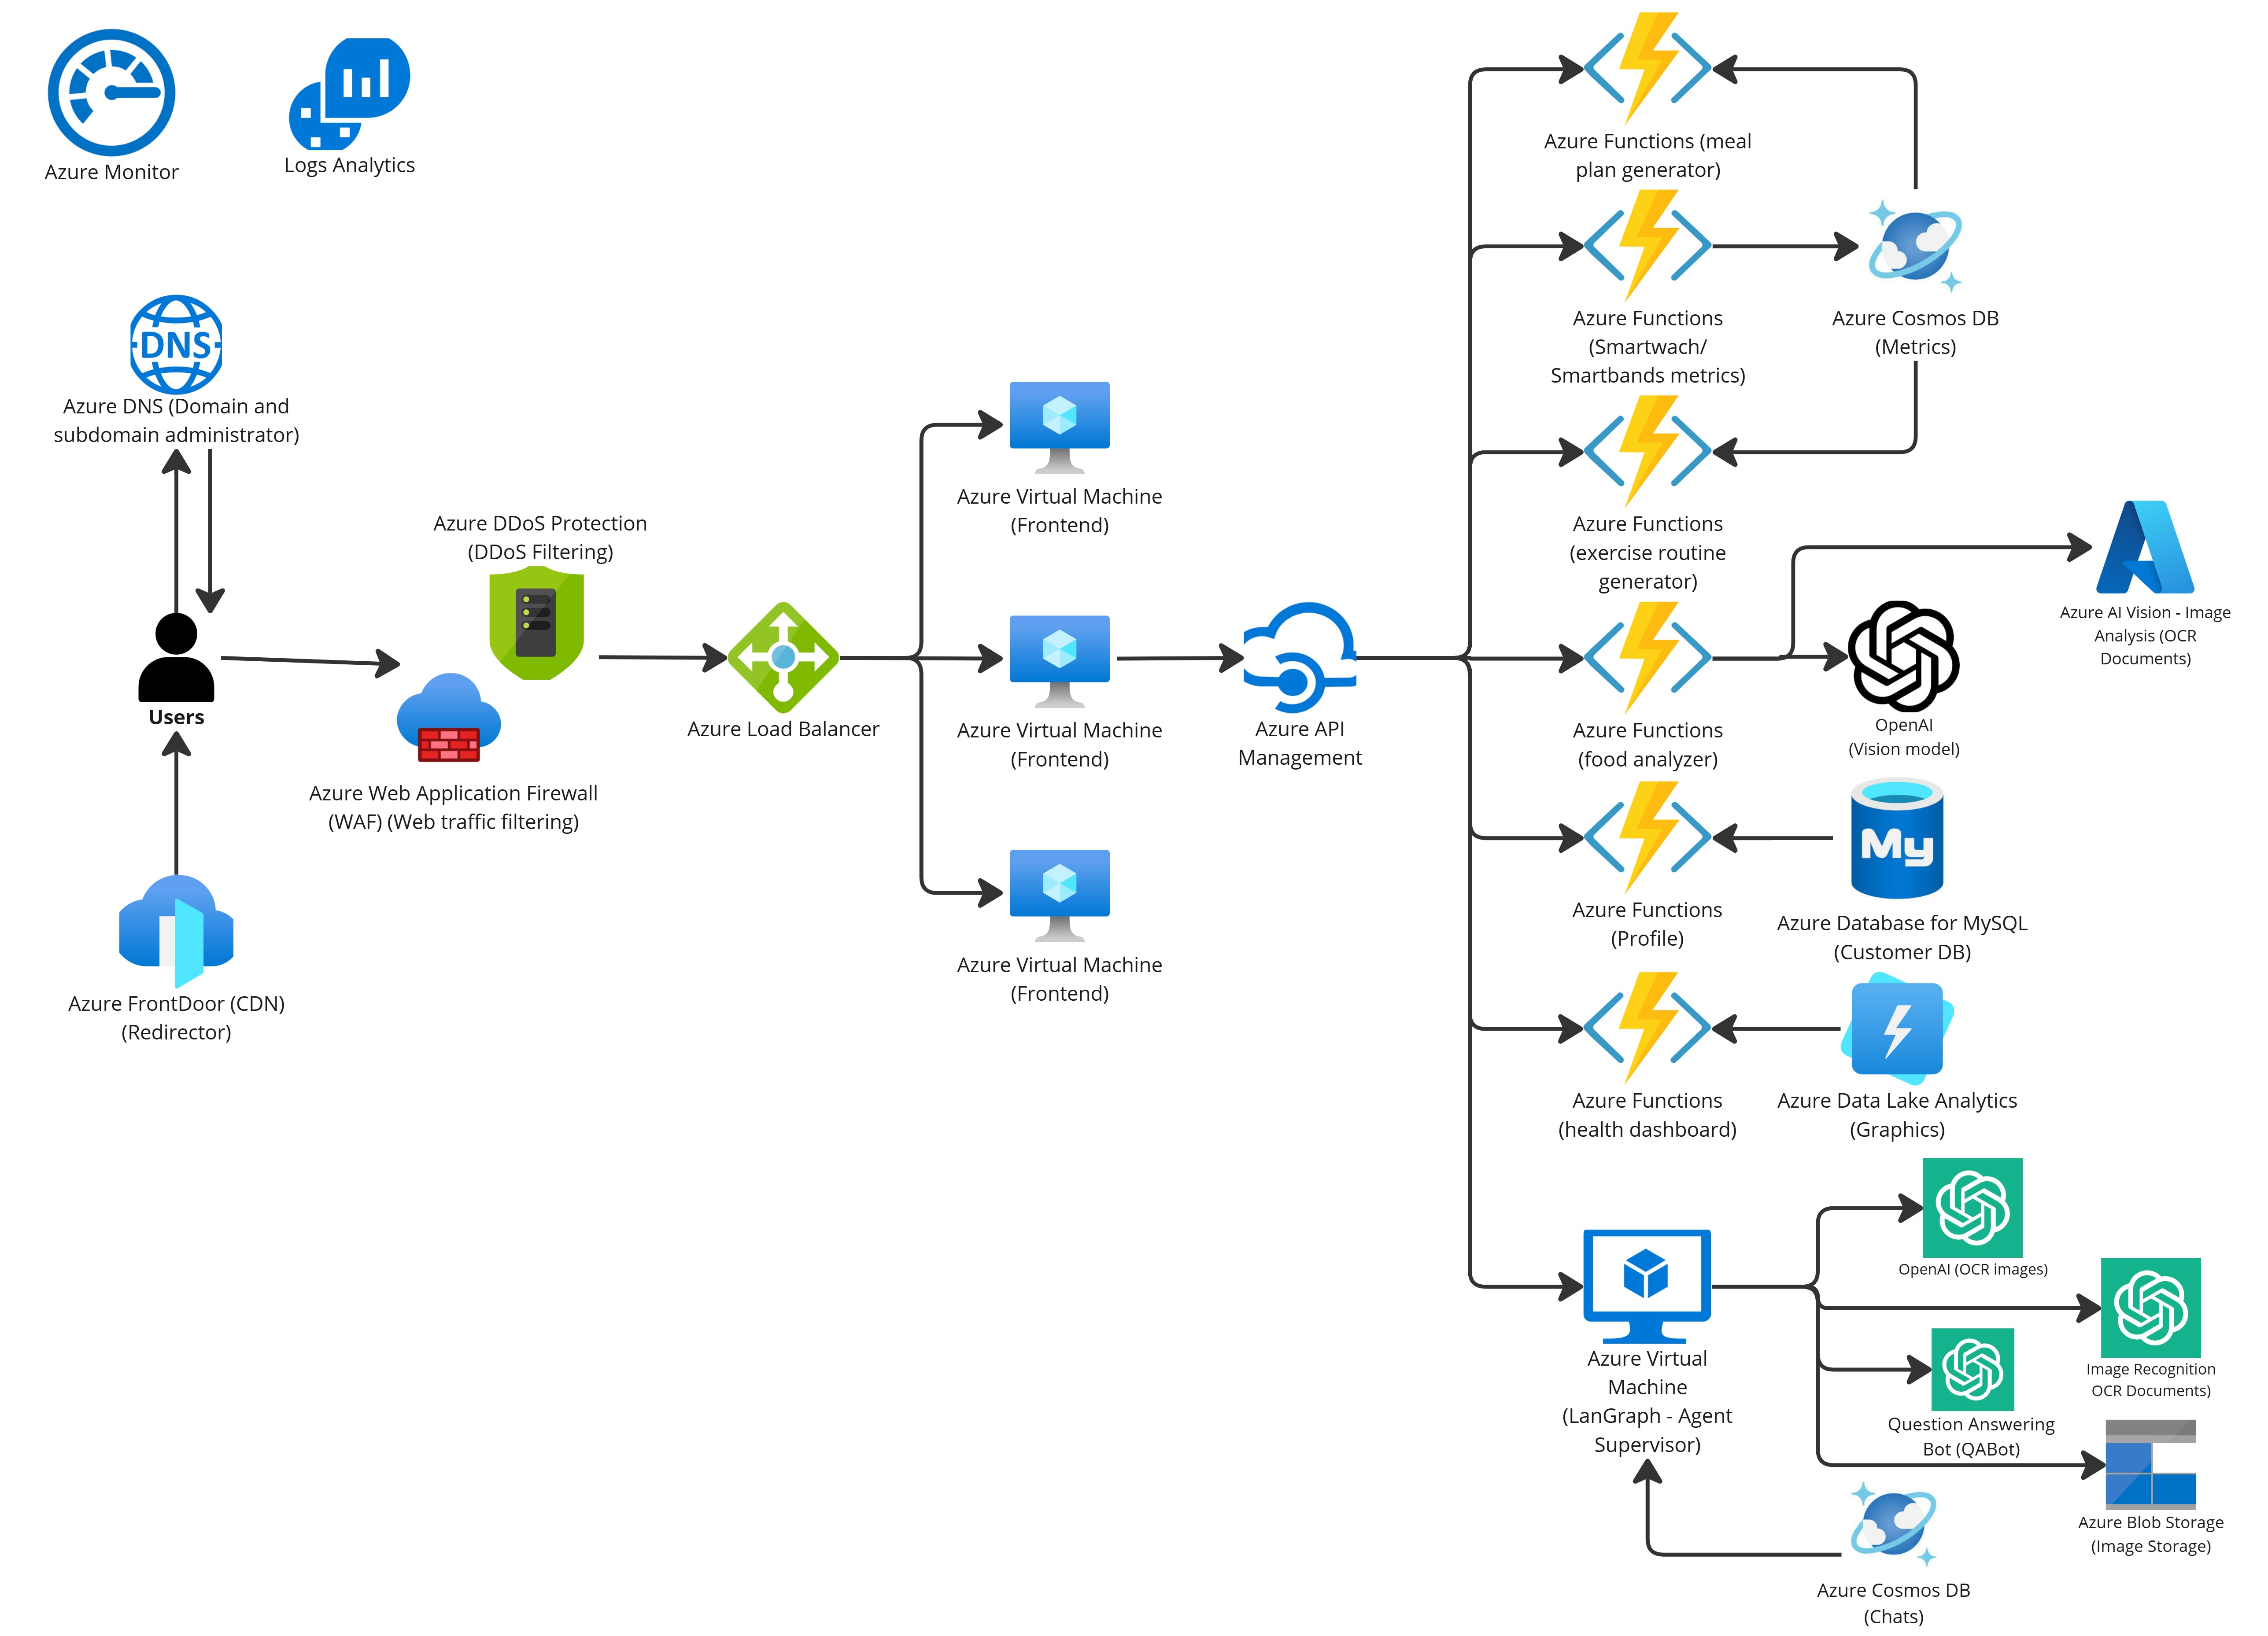 Azure Monitor
Logs Analytics
DNS
Azure DNS (Domain and
subdomain administrator)
Users
Azure FrontDoor (CDN)
(Redirector)
Azure DDoS Protection
(DDoS Filtering)
Azure Web Application Firewall
(WAF) (Web traffic filtering)
Azure Load Balancer
Azure Virtual Machine
(Frontend)
Azure Virtual Machine
(Frontend)
Azure Virtual Machine
(Frontend)
Azure API
Management
Azure Functions (meal
plan generator)
Azure Functions
(Smartwach/
Smartbands metrics)
Azure Cosmos DB
(Metrics)
Azure Functions
(exercise routine
generator)
Azure Functions
(food analyzer)
Azure AI Vision - Image
Analysis (OCR
Documents)
OpenAI
(Vision model)
Azure Functions
(Profile)
My
Azure Database for MySQL
(Customer DB)
Azure Functions
(health dashboard)
Azure Data Lake Analytics
(Graphics)
Azure Virtual
Machine
(LanGraph - Agent
Supervisor)
OpenAI (OCR images)
Image Recognition
OCR Documents)
Question Answering
Bot (QABot)
Azure Blob Storage
(Image Storage)
Azure Cosmos DB
(Chats)